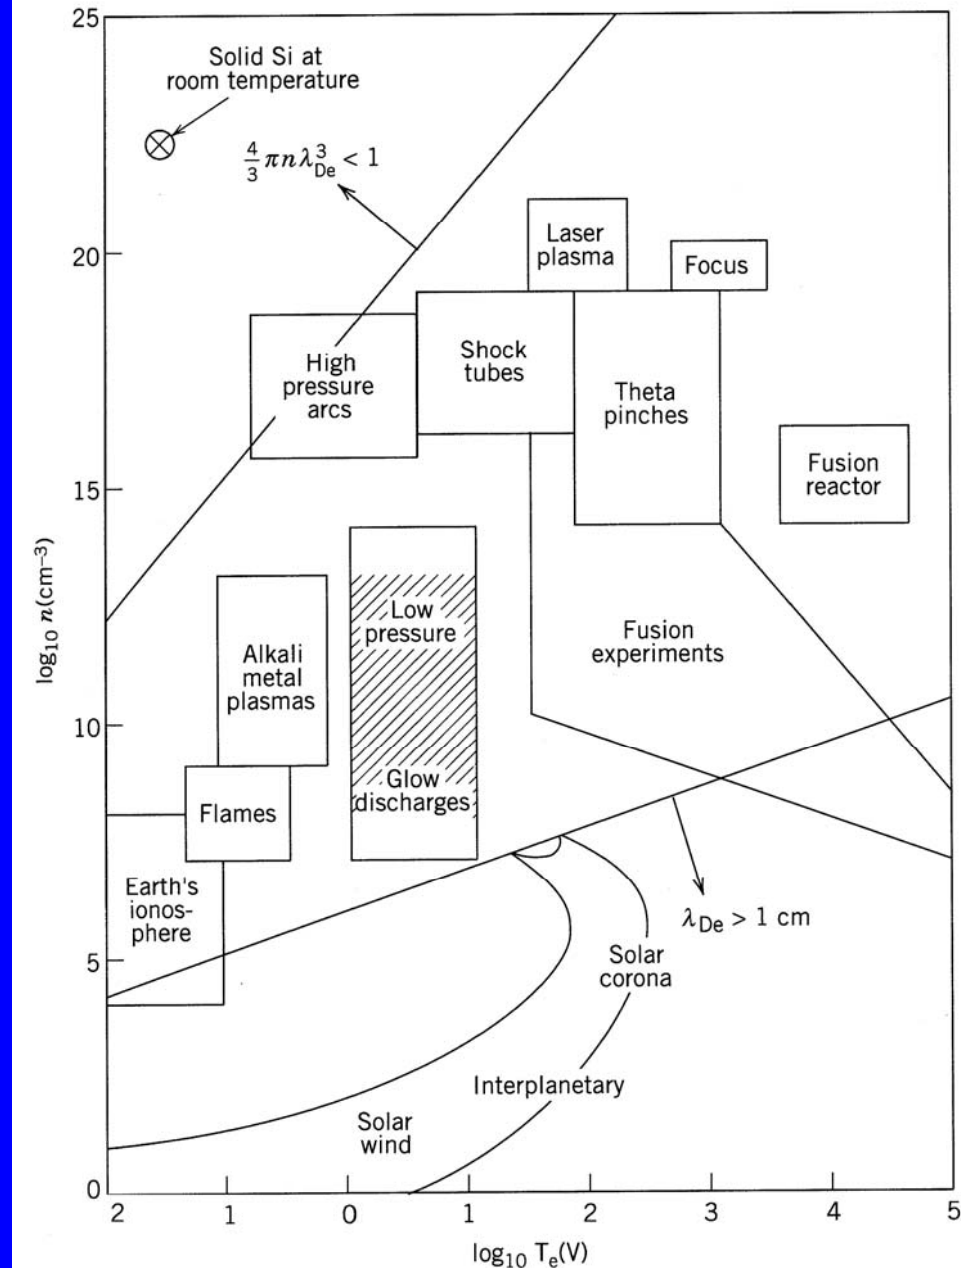 25
Solid Si at
room temperature
4/3 πnλ³De < 1
20
Laser
plasma
Focus
High
pressure
arcs
Shock
tubes
Theta
pinches
Fusion
reactor
15
log10 n(cm–3)
Low
pressure
Fusion
experiments
Alkali
metal
plasmas
10
Glow
discharges
Flames
Earth's
ionos-
phere
λDe > 1 cm
5
Solar
corona
Interplanetary
Solar
wind
0
2 1 0 1 2 3 4 5
log10 Te(V)